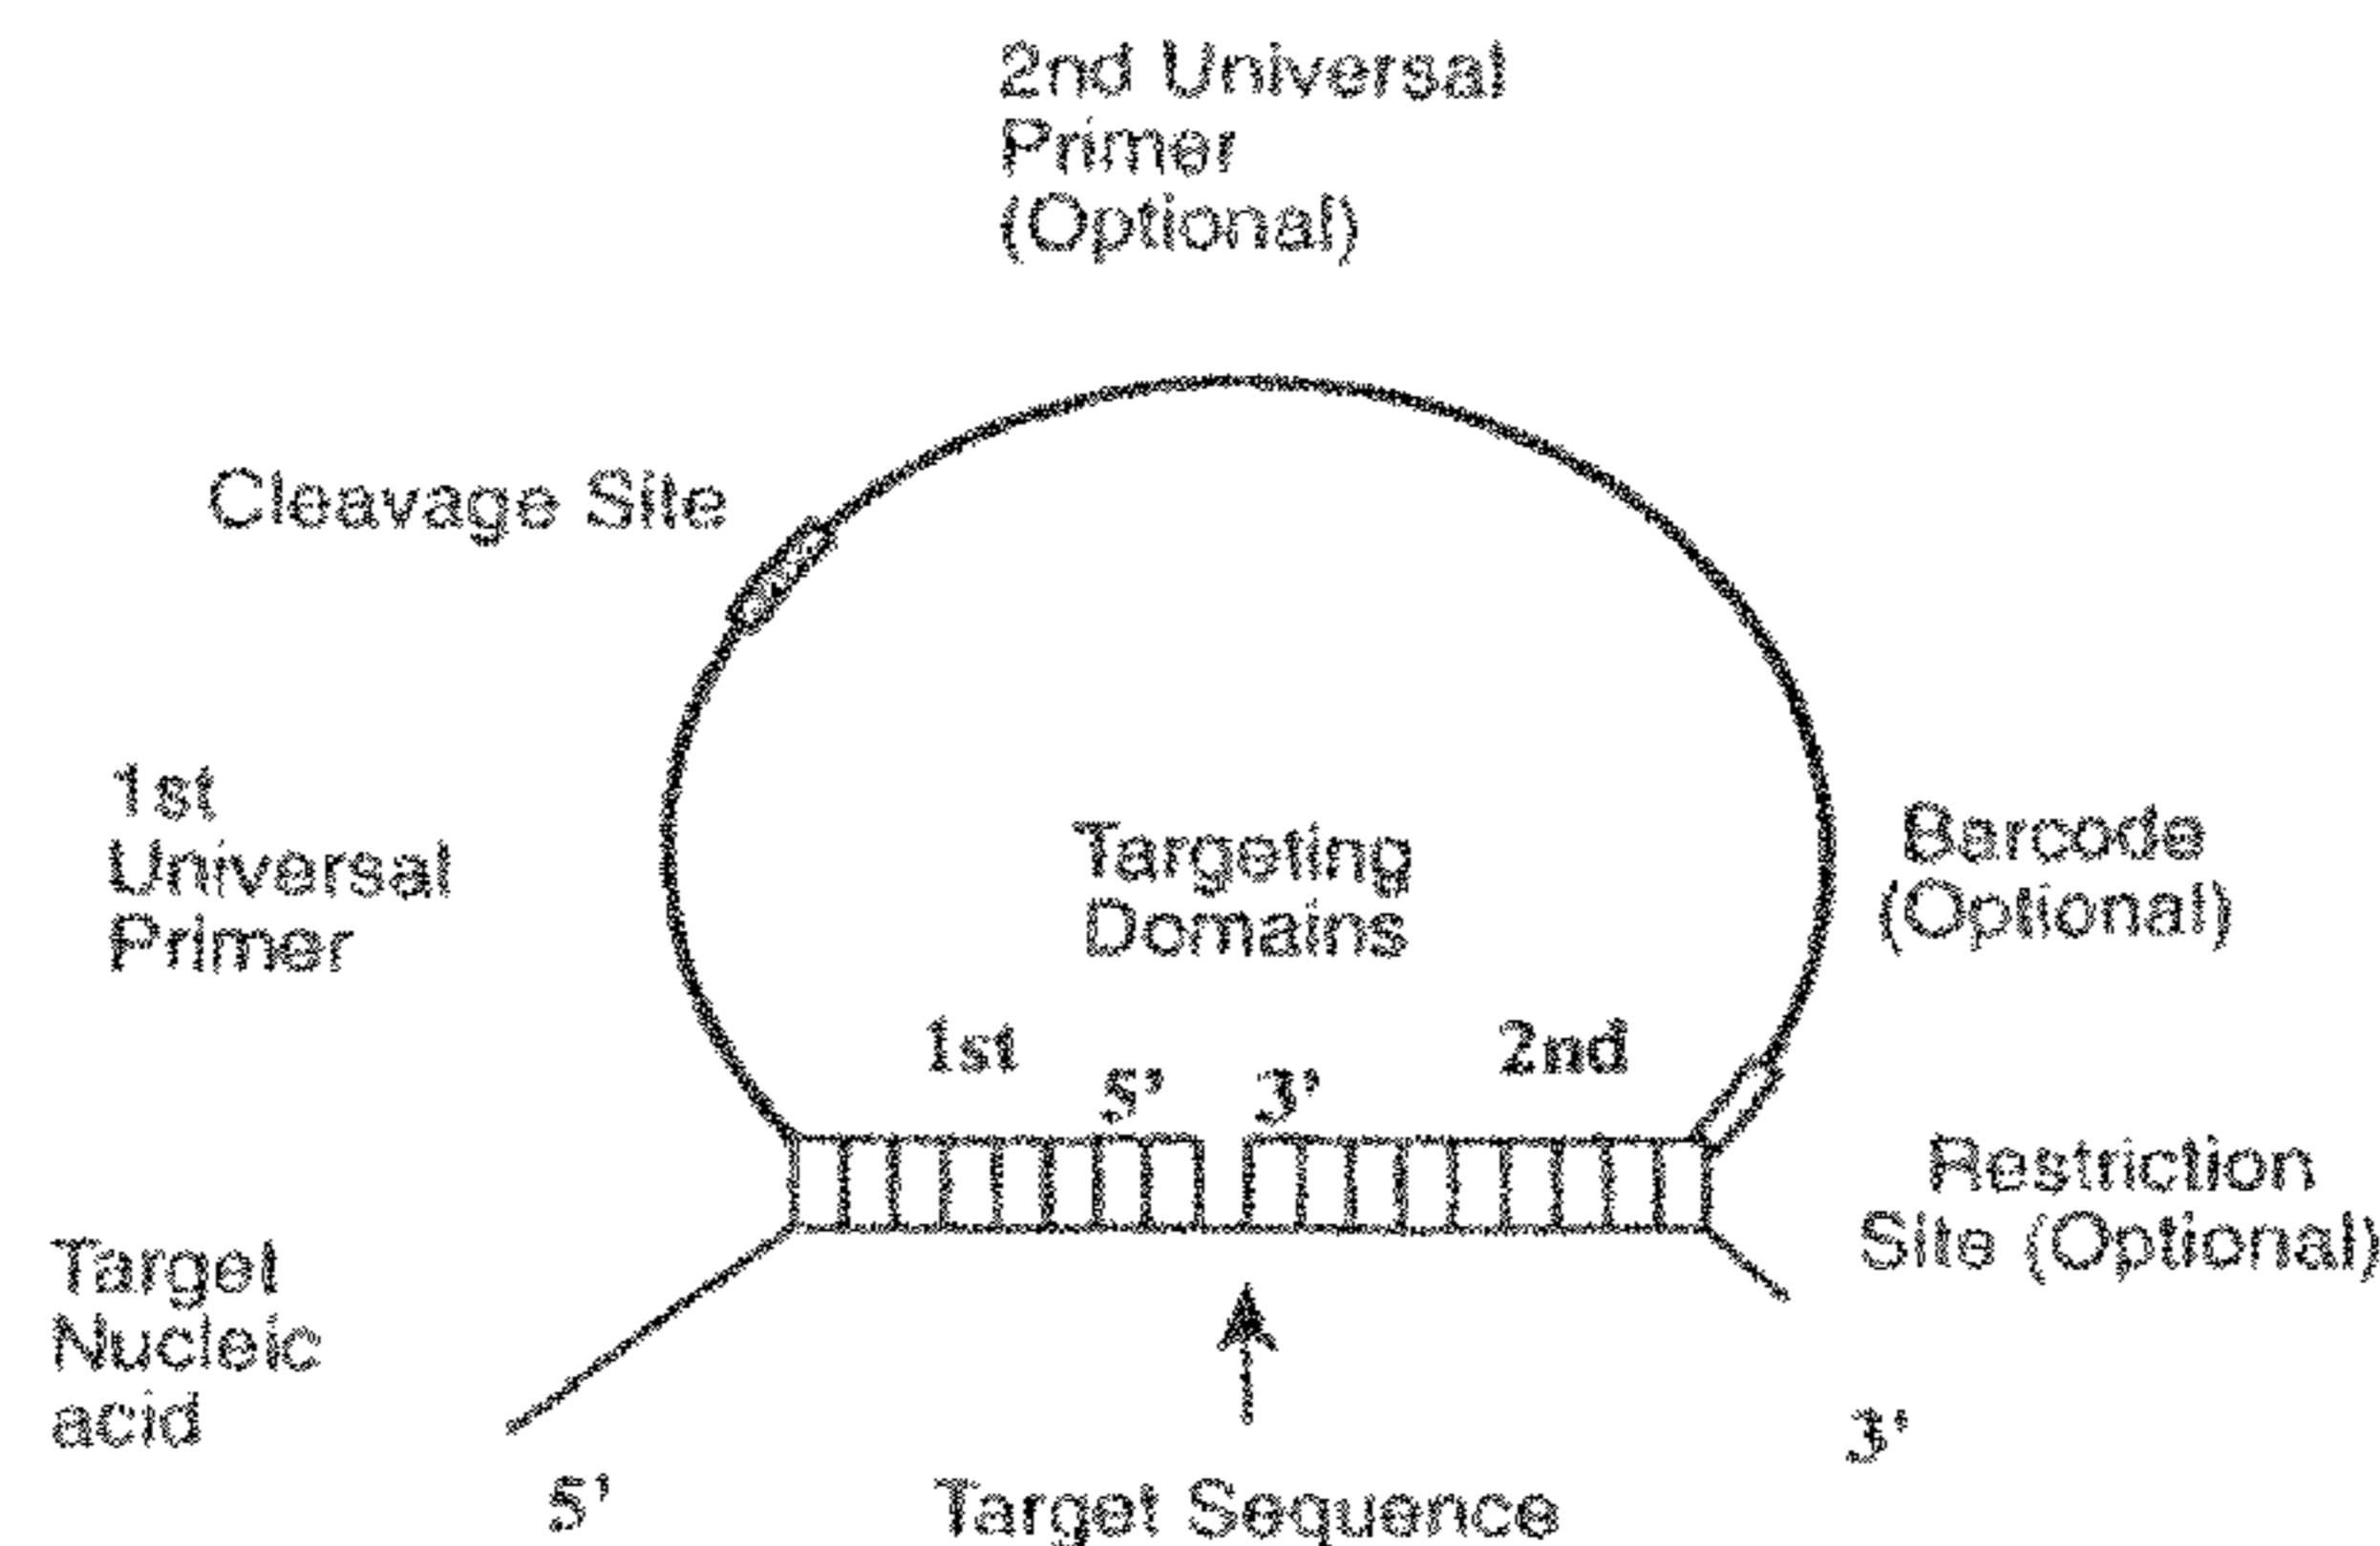 2nd Universal
Primer
(Optional)
Cleavage Site
1st
Universal
Primer
Targeting
Domains
Barcode
(Optional)
1st
2nd
5'
3'
Restriction
Site (Optional)
Target
Nucleic
acid
3'
5'
Target Sequence